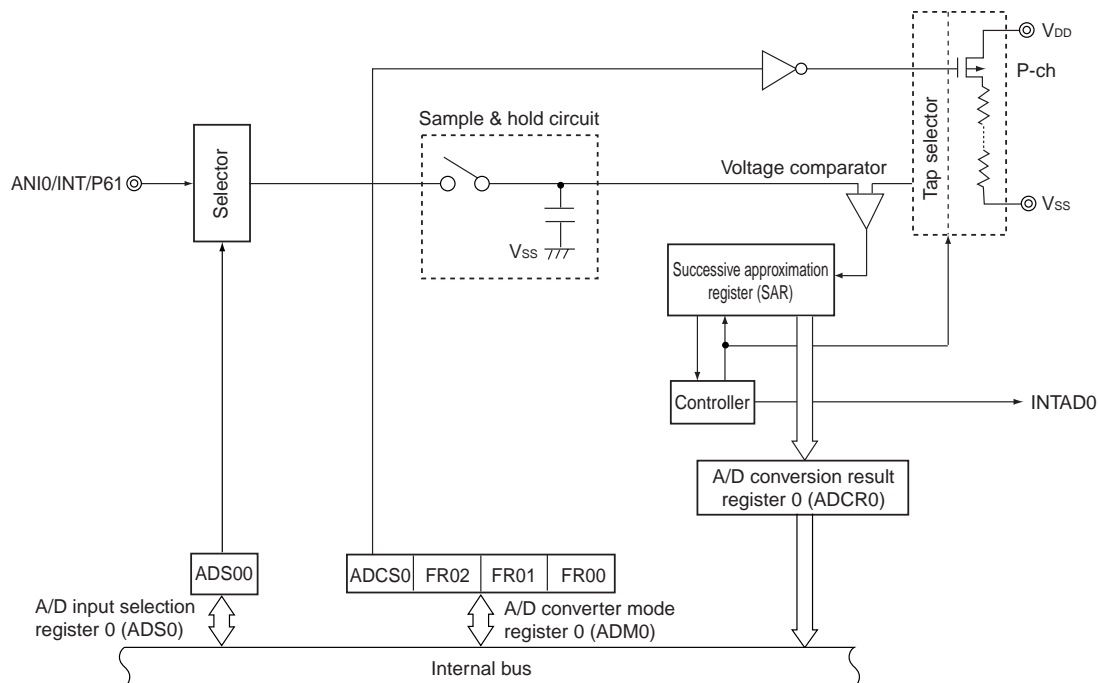 VDD
P-ch
Sample & hold circuit
Tap selector
Voltage comparator
ANI0/INT/P61
Selector
VSS
VSS
Successive approximation
register (SAR)
Controller
INTAD0
A/D conversion result
register 0 (ADCR0)
ADS00
ADCS0 FR02 FR01 FR00
A/D input selection
register 0 (ADS0)
A/D converter mode
register 0 (ADM0)
Internal bus